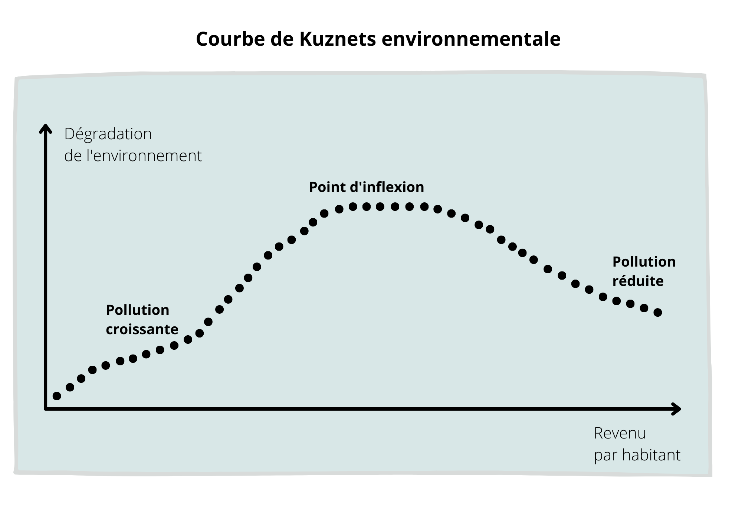 Courbe de Kuznets environnementale
Dégradation
de l'environnement
Point d'inflexion
Pollution
réduite
Pollution
croissante
Revenu
par habitant